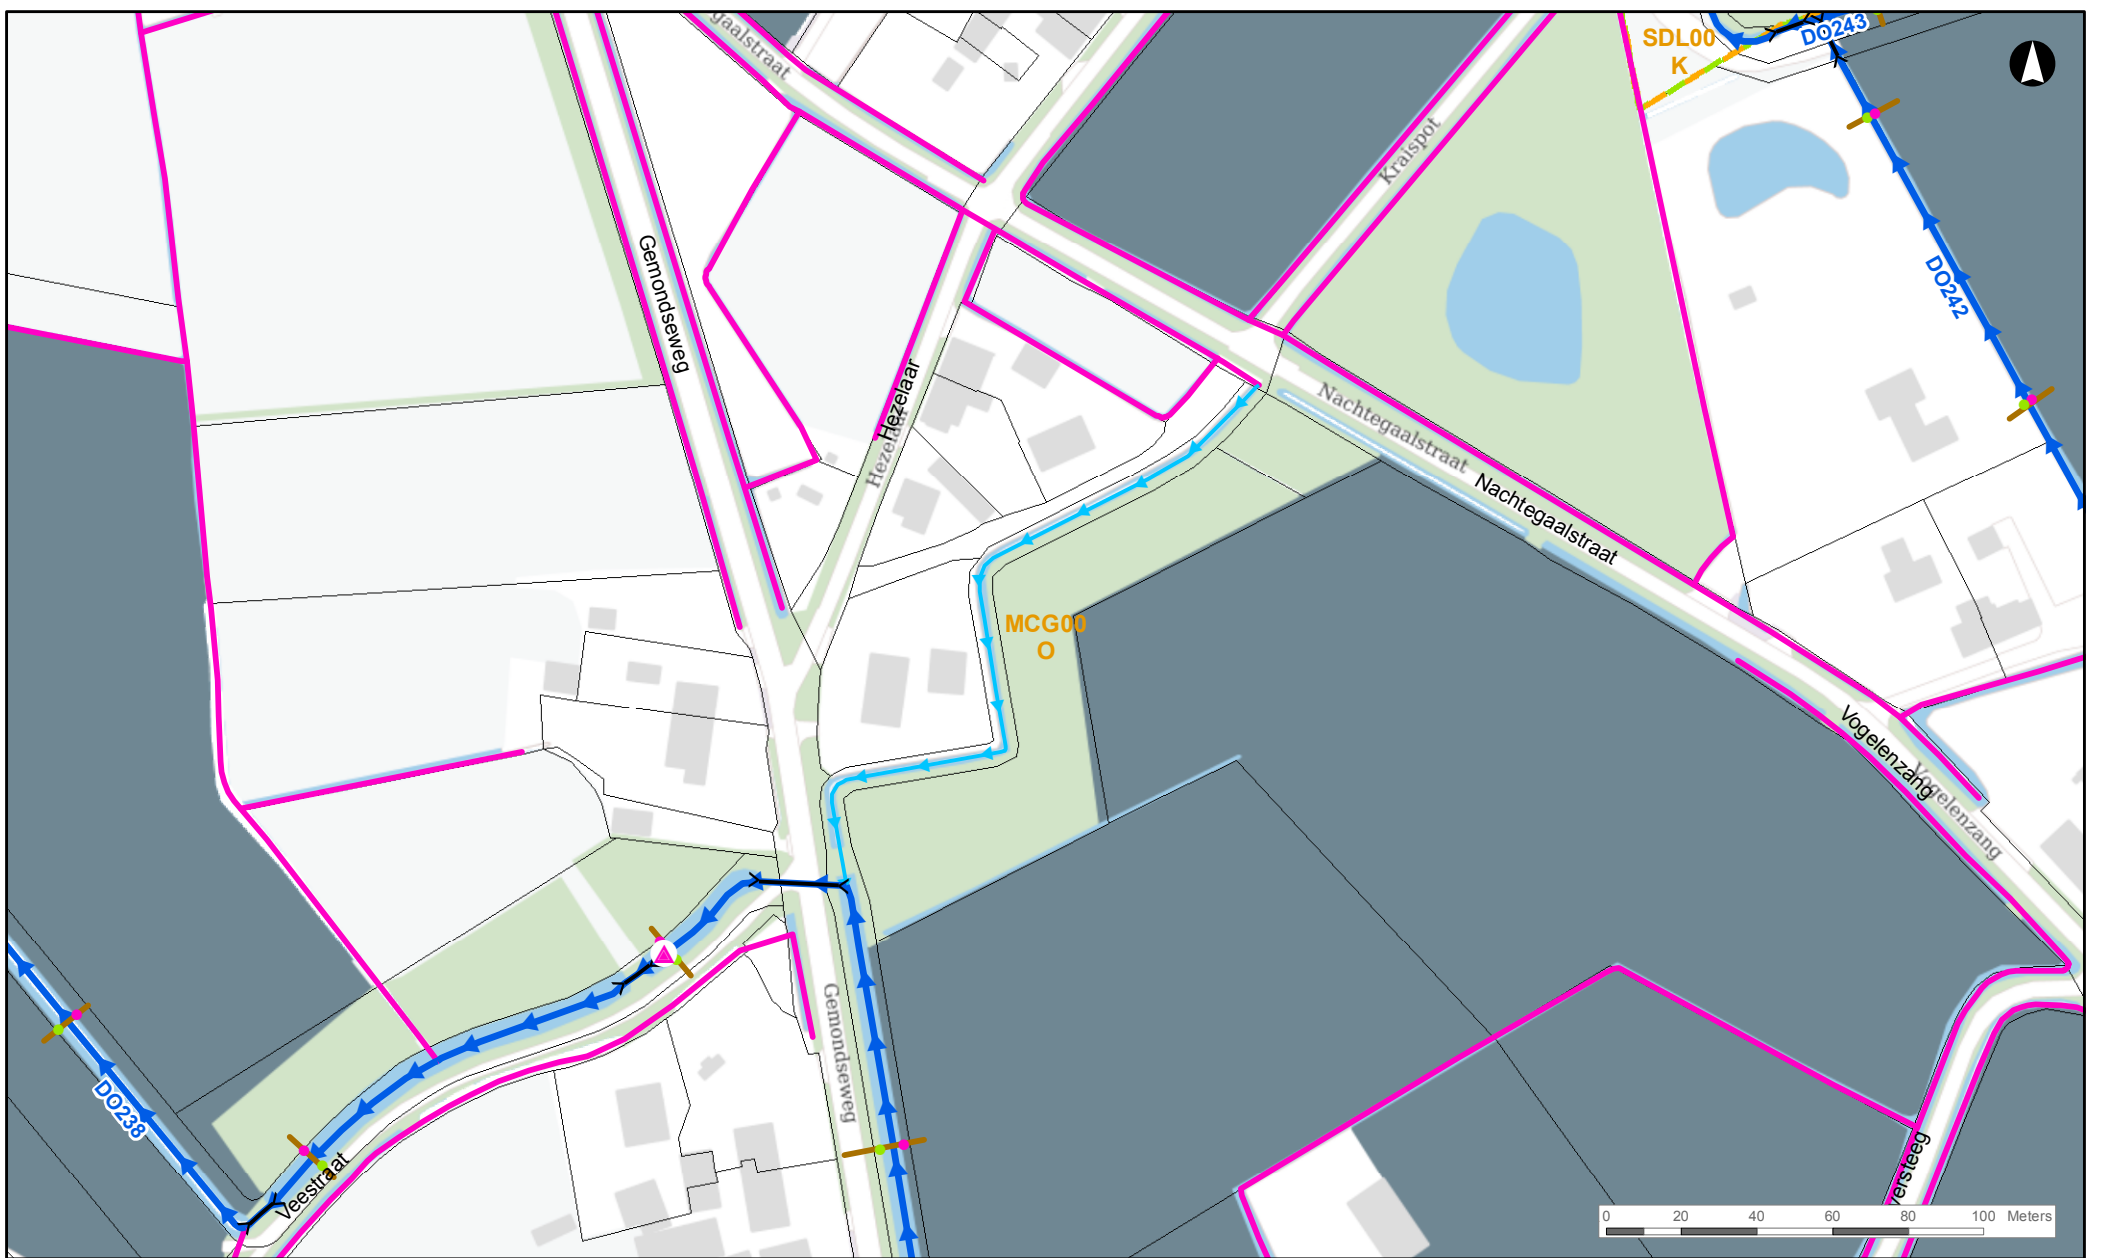 gaalstraat
SDL00
K
DO243
Kraispot
Gemondseweg
DO242
Hezelaar
Hezelaar
Nachtegaalstraat
Nachtegaalstraat
MCG00
O
Vogelenzang
Vogelenzang
Gemondseweg
DO238
Veestraat
versteeg
0 20 40 60 80 100 Meters